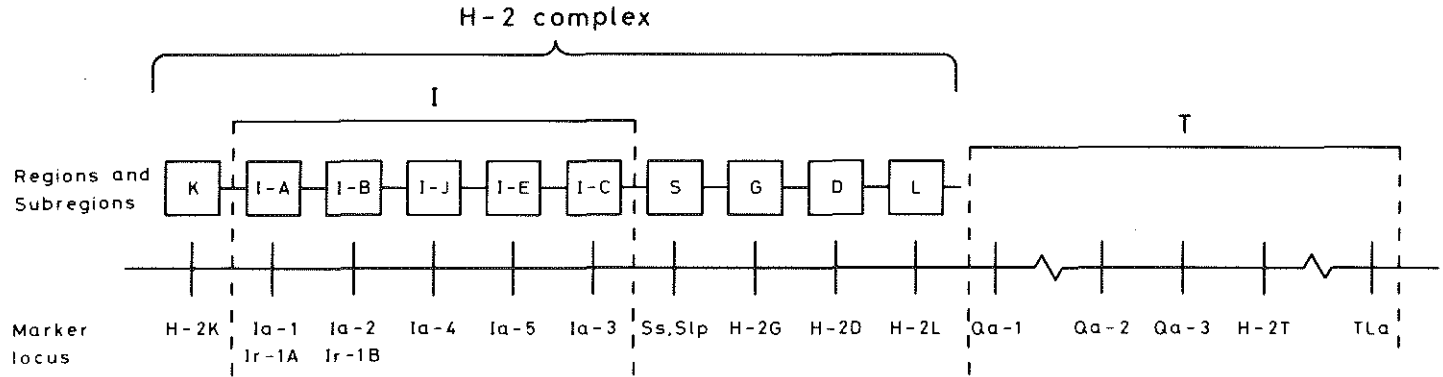 H-2 complex
I
T
Regions and
Subregions
K I-A I-B I-J I-E I-C S G D L
Marker
locus
H-2K Ia-1 Ia-2 Ia-4 Ia-5 Ia-3 Ss,Slp H-2G H-2D H-2L Qa-1 Qa-2 Qa-3 H-2T TLa
Ir-1A Ir-1B